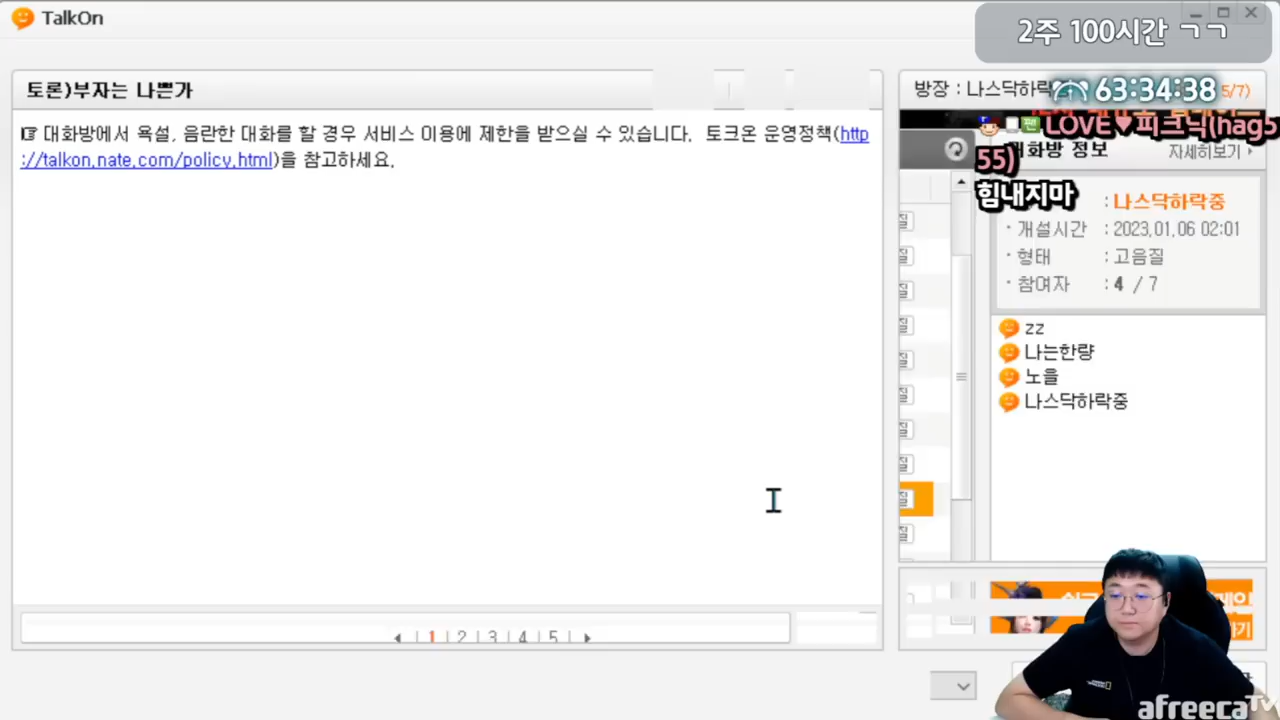 TalkOn
2주 100시간 ㄱㄱ
토론)부자는 나쁜가
☞ 대화방에서 욕설, 음란한 대화를 할 경우 서비스 이용에 제한을 받으실 수 있습니다. 토크온 운영정책(http
://talkon.nate.com/policy.html)을 참고하세요.
방장 : 나스닥하락
63:34:38
5/7)
LOVE♥피크닉(hag5
55)
힘내지마
대화방 정보
자세히보기
: 나스닥하락중
· 개설시간 : 2023.01.06 02:01
· 형태 : 고음질
· 참여자 : 4 / 7
zz
나는한량
노을
나스닥하락중
1 2 3 4 5
afreecaTV